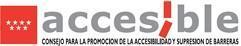 accesible
CONSEJO PARA LA PROMOCION DE LA ACCESIBILIDAD Y SUPRESION DE BARRERAS